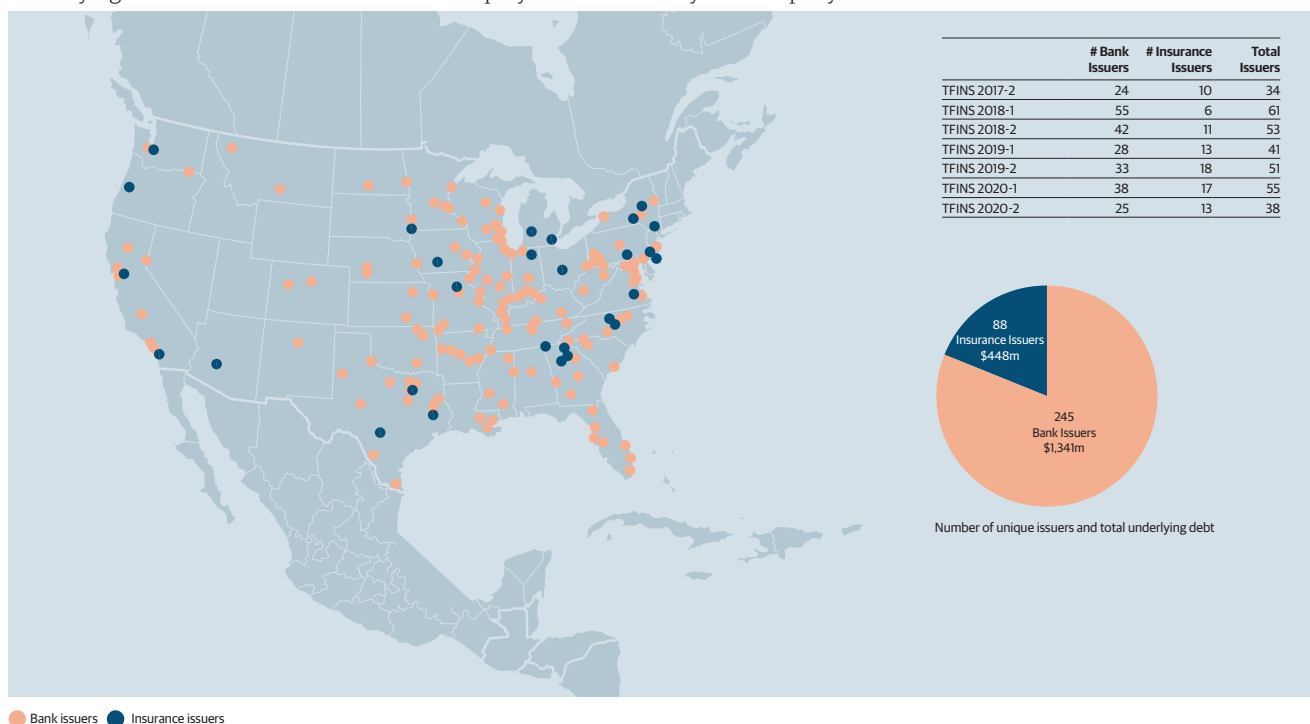 # Bank # Insurance Total
Issuers Issuers Issuers
TFINS 2017-2 24 10 34
TFINS 2018-1 55 6 61
TFINS 2018-2 42 11 53
TFINS 2019-1 28 13 41
TFINS 2019-2 33 18 51
TFINS 2020-1 38 17 55
TFINS 2020-2 25 13 38
88
Insurance Issuers
$448m
245
Bank Issuers
$1,341m
Number of unique issuers and total underlying debt
Bank issuers Insurance issuers